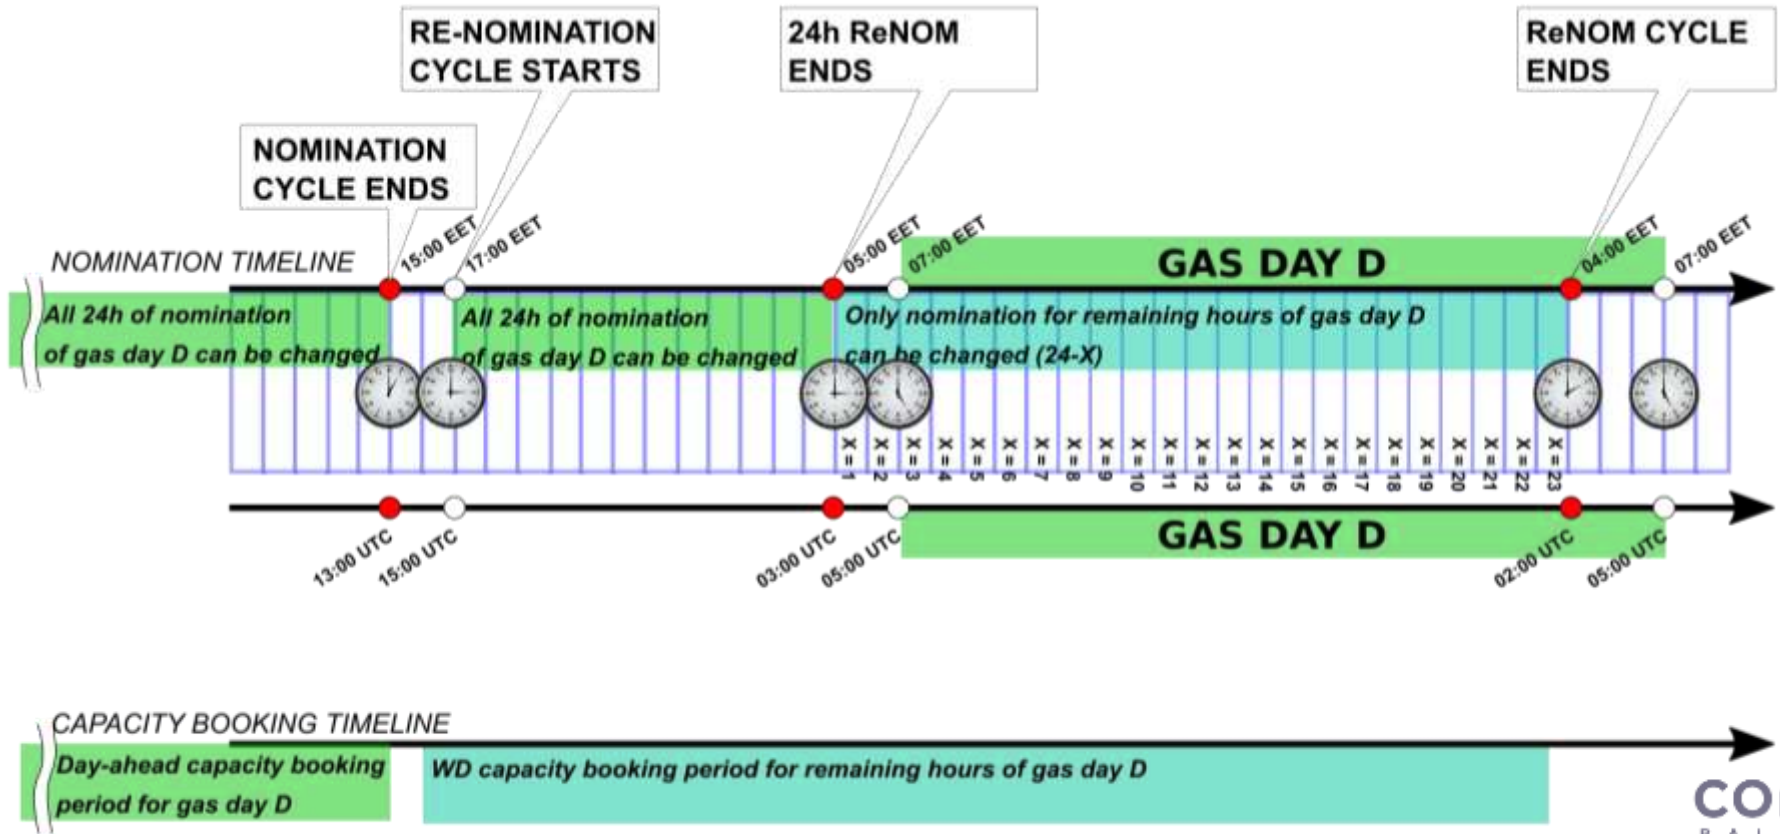 RE-NOMINATION
CYCLE STARTS
24h ReNOM
ENDS
ReNOM CYCLE
ENDS
NOMINATION
CYCLE ENDS
NOMINATION TIMELINE
15:00 EET
17:00 EET
05:00 EET
07:00 EET
GAS DAY D
04:00 EET
07:00 EET
All 24h of nomination
of gas day D can be changed
All 24h of nomination
of gas day D can be changed
Only nomination for remaining hours of gas day D
can be changed (24-X)
X = 1
X = 2
X = 3
X = 4
X = 5
X = 6
X = 7
X = 8
X = 9
X = 10
X = 11
X = 12
X = 13
X = 14
X = 15
X = 16
X = 17
X = 18
X = 19
X = 20
X = 21
X = 22
X = 23
13:00 UTC
15:00 UTC
03:00 UTC
05:00 UTC
GAS DAY D
02:00 UTC
05:00 UTC
CAPACITY BOOKING TIMELINE
Day-ahead capacity booking
period for gas day D
WD capacity booking period for remaining hours of gas day D